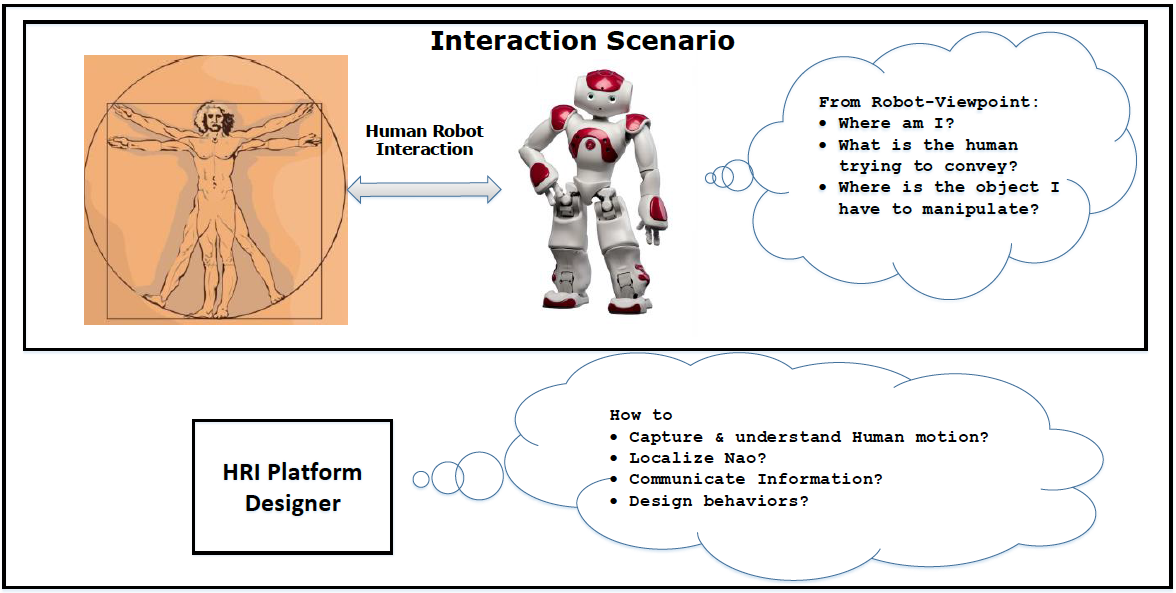 Interaction Scenario
Human Robot
Interaction
From Robot-Viewpoint:
• Where am I?
• What is the human
trying to convey?
• Where is the object I
have to manipulate?
HRI Platform
Designer
How to
• Capture & understand Human motion?
• Localize Nao?
• Communicate Information?
• Design behaviors?